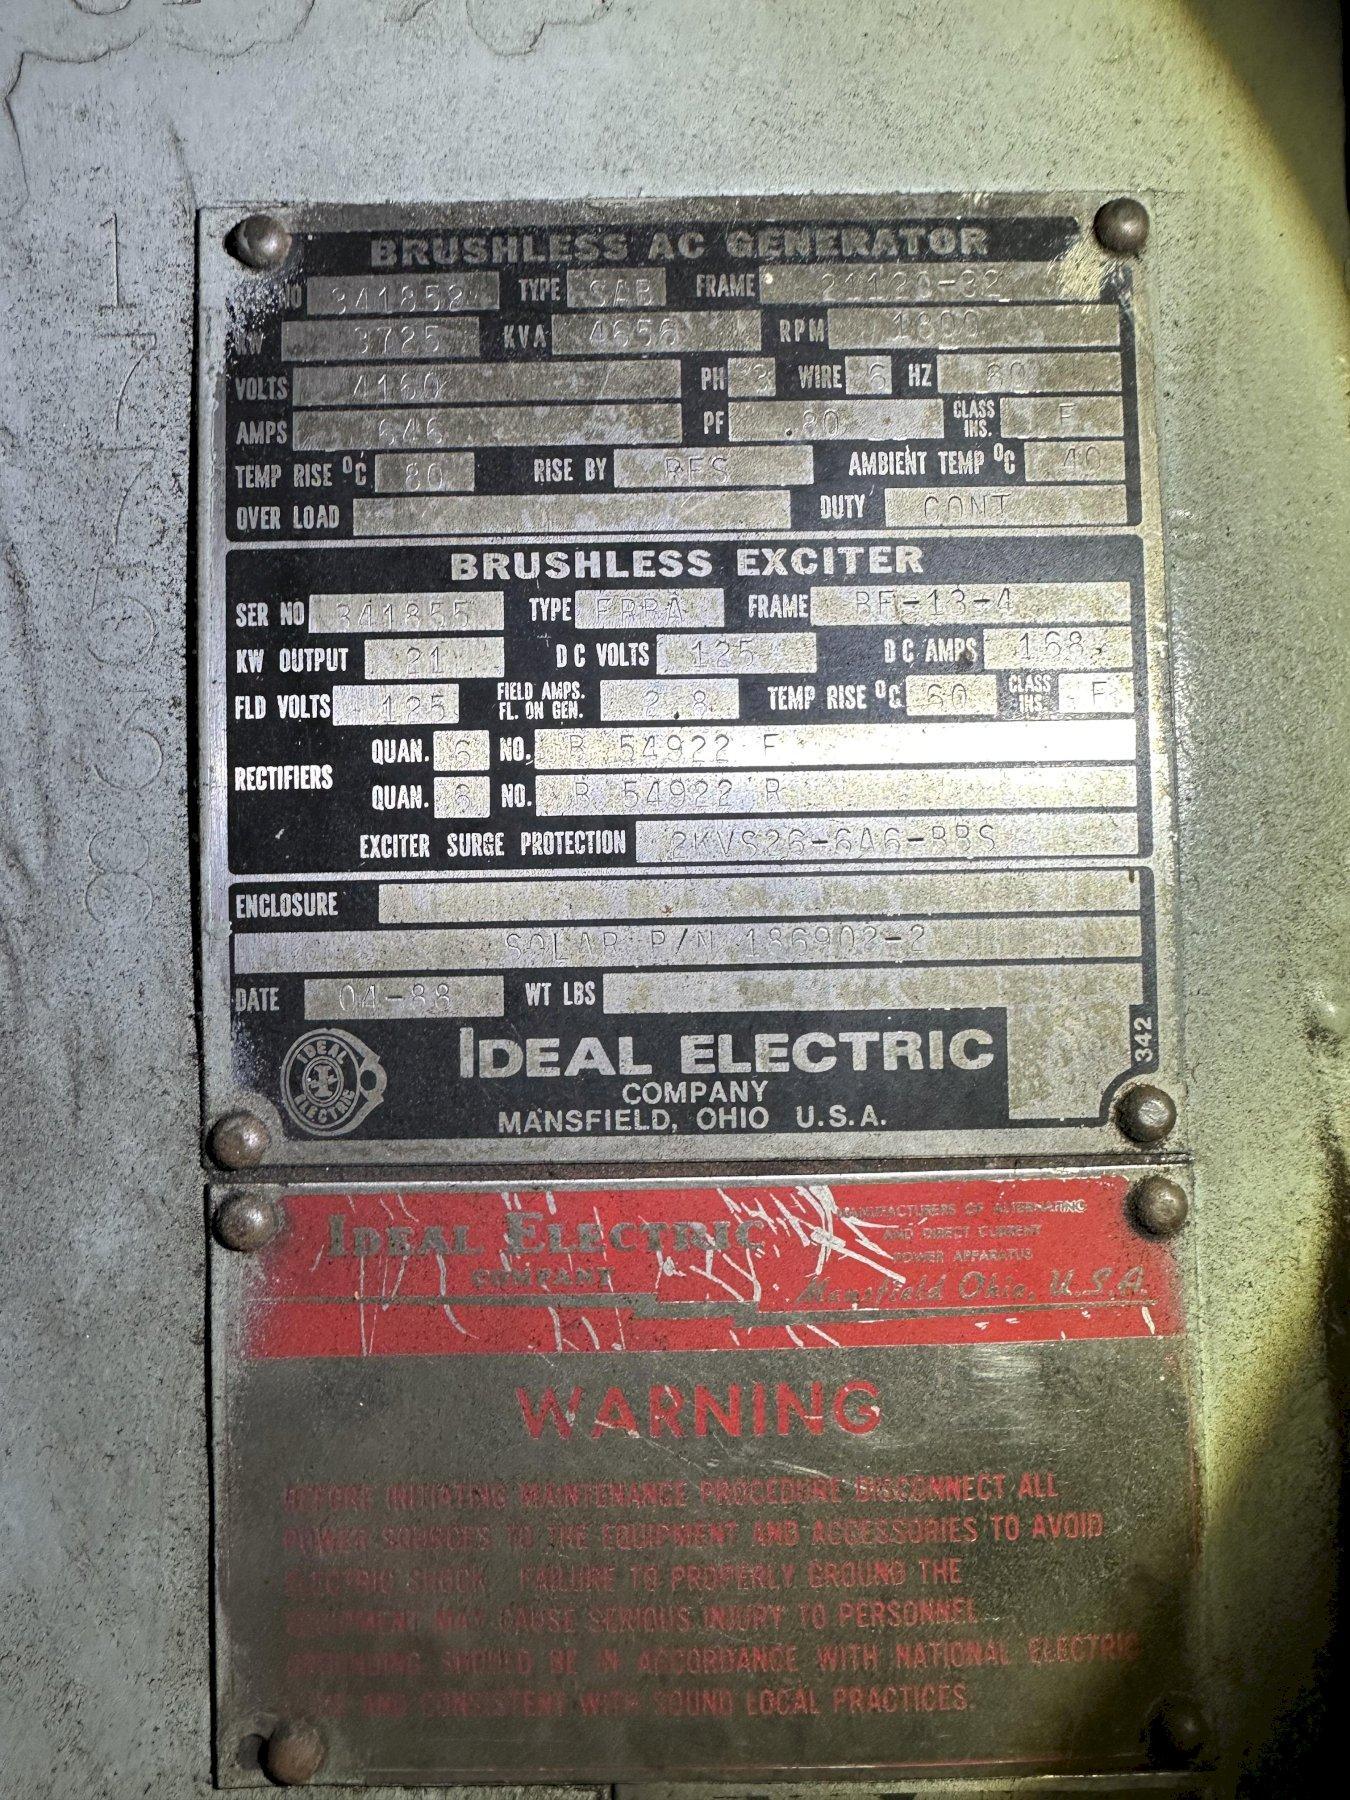 BRUSHLESS AC GENERATOR
NO 341852 TYPE SAB FRAME
KW 3725 KVA 4656 RPM 1800
VOLTS 4160 / PH 3 WIRE 6 HZ 60
AMPS 646 PF .80 CLASS INS. F
TEMP RISE °C 80 RISE BY RES AMBIENT TEMP °C 40
OVER LOAD DUTY CONT
BRUSHLESS EXCITER
SER NO 341855 TYPE FRAME BE-13-4
KW OUTPUT 21 DC VOLTS 125 DC AMPS 168
FLD VOLTS 125 FIELD AMPS. FL. ON GEN. 2.8 TEMP RISE °C 60 CLASS INS. F
RECTIFIERS
QUAN. 6 NO. R 54922 F
QUAN. 6 NO. R 54922 R
EXCITER SURGE PROTECTION 2KVS26-6A6-BBS
ENCLOSURE
SOLAR P/N 186902-2
DATE 04-88 WT LBS
342
IDEAL ELECTRIC
IDEAL ELECTRIC
COMPANY
MANSFIELD, OHIO U.S.A.
IDEAL ELECTRIC
COMPANY
MANUFACTURERS OF ALTERNATING
AND DIRECT CURRENT
POWER APPARATUS
Mansfield Ohio, U.S.A.
WARNING
BEFORE INITIATING MAINTENANCE PROCEDURE DISCONNECT ALL
POWER SOURCES TO THE EQUIPMENT AND ACCESSORIES TO AVOID
ELECTRIC SHOCK. FAILURE TO PROPERLY GROUND THE
EQUIPMENT MAY CAUSE SERIOUS INJURY TO PERSONNEL
GROUNDING SHOULD BE IN ACCORDANCE WITH NATIONAL ELECTRIC
CODE AND CONSISTENT WITH SOUND LOCAL PRACTICES.